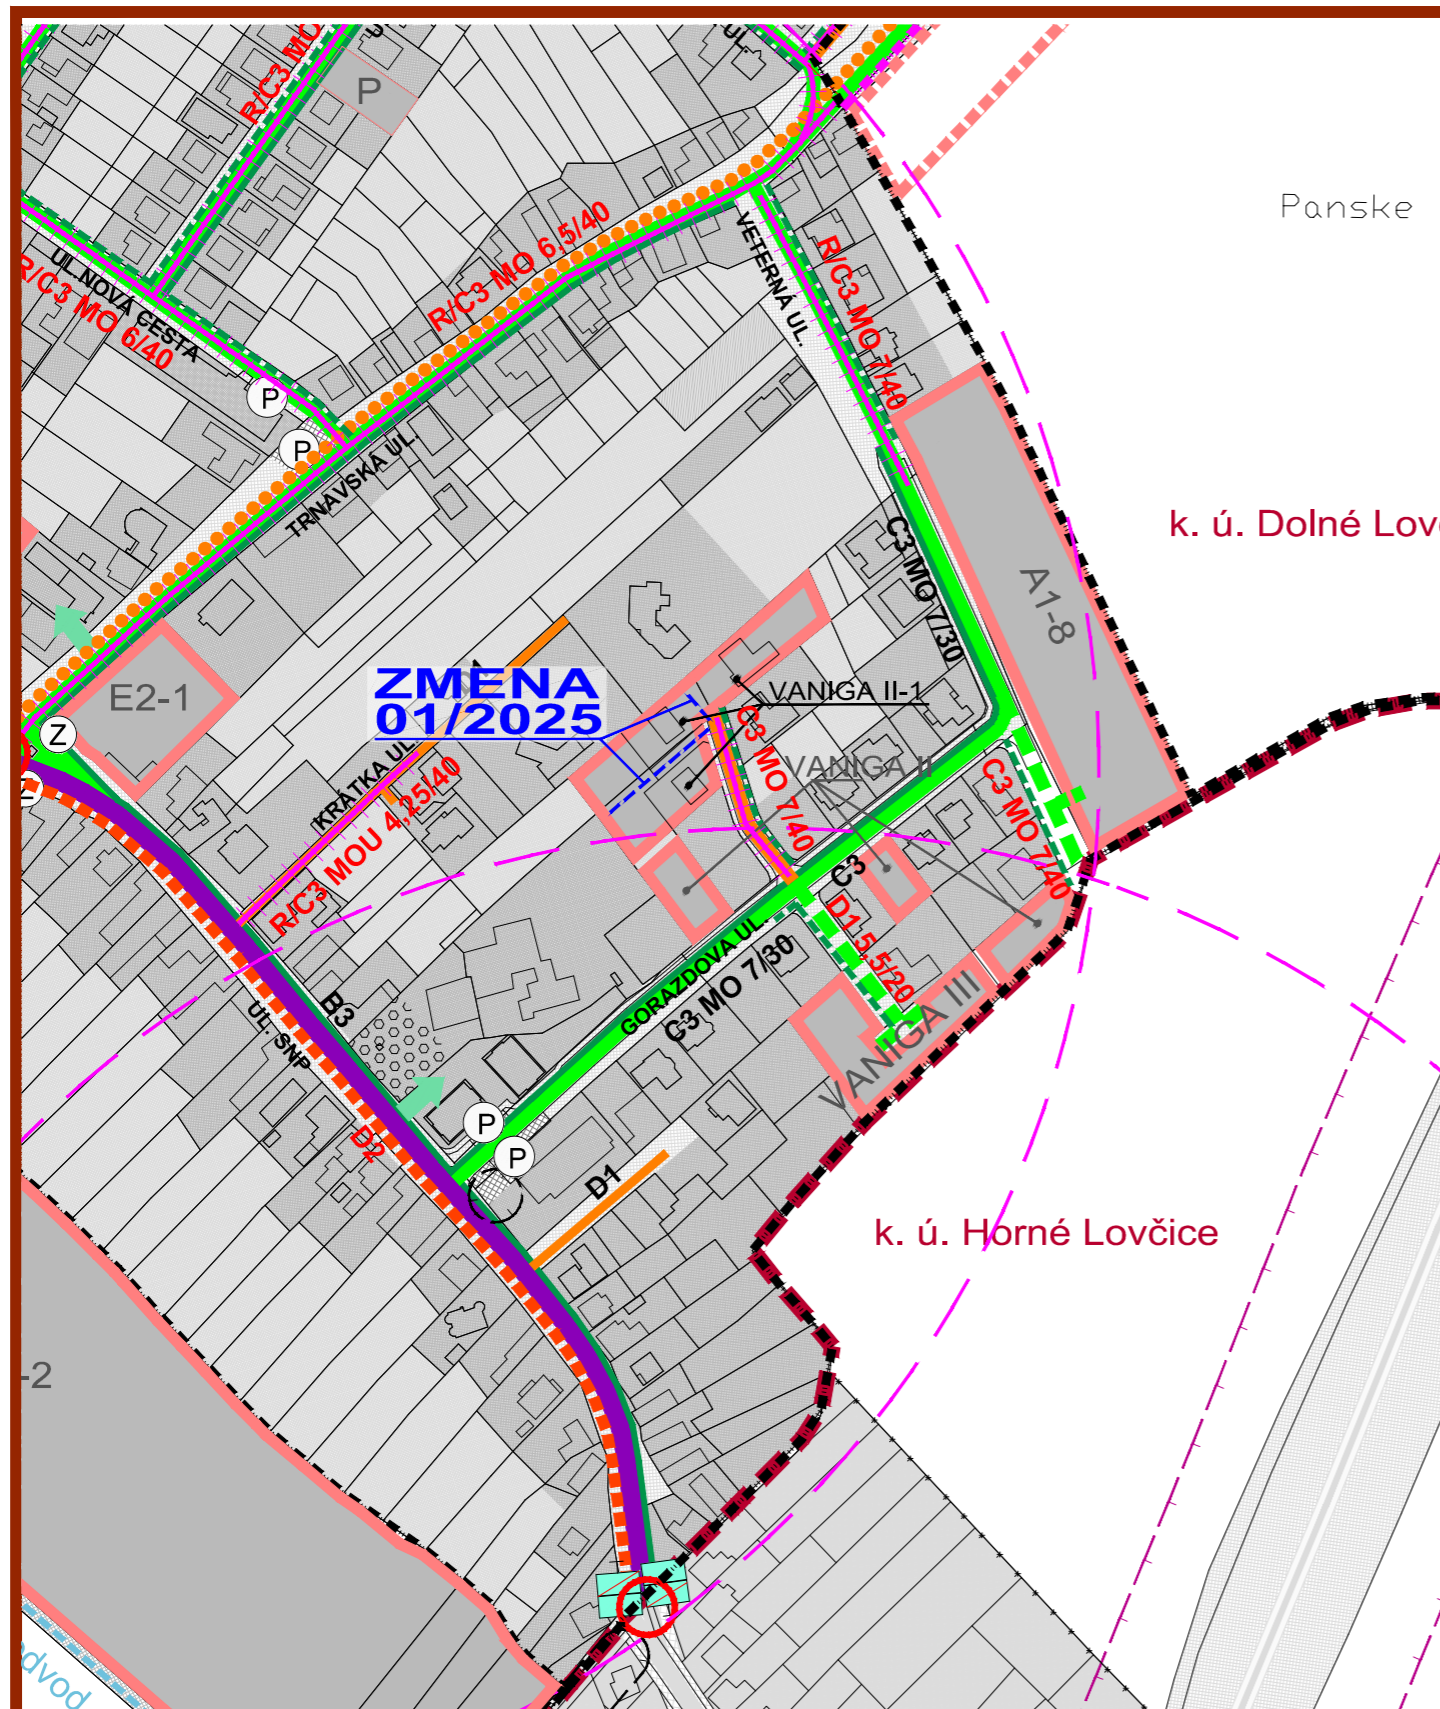 R/C3 MO
UL.
P
Panske
R/C3 MO 6,5/40
VETERNÁ UL.
R/C3 MO 7/40
UL.NOVÁ CESTA
R/C3 MO 6/40
P
P
TRNAVSKÁ UL.
k. ú. Dolné Lov
C3 MO 7/30
A1-8
E2-1
Z
ZMENA
01/2025
VANIGA II-1
C3 MO 7/40
VANIGA II
C3 MO 7/40
KRÁTKA UL.
R/C3 MOU 4,25/40
C3
D1 5,5/20
GORAZDOVA UL.
C3 MO 7/30
VANIGA III
B3
UL. SNP
D2
P
P
D1
k. ú. Horné Lovčice
-2
odvod